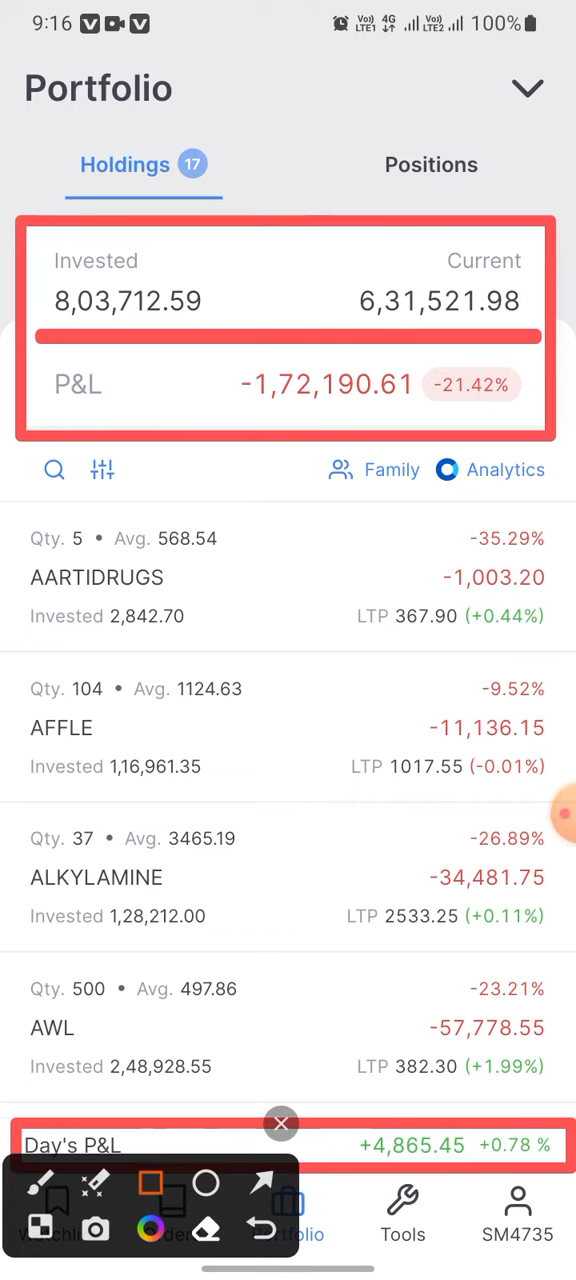 9:16 Vo)) LTE1 4G Vo)) LTE2 100%
Portfolio
Holdings 17 Positions
Invested Current
8,03,712.59 6,31,521.98
P&L -1,72,190.61 -21.42%
Family Analytics
Qty. 5 • Avg. 568.54 -35.29%
AARTIDRUGS -1,003.20
Invested 2,842.70 LTP 367.90 (+0.44%)
Qty. 104 • Avg. 1124.63 -9.52%
AFFLE -11,136.15
Invested 1,16,961.35 LTP 1017.55 (-0.01%)
Qty. 37 • Avg. 3465.19 -26.89%
ALKYLAMINE -34,481.75
Invested 1,28,212.00 LTP 2533.25 (+0.11%)
Qty. 500 • Avg. 497.86 -23.21%
AWL -57,778.55
Invested 2,48,928.55 LTP 382.30 (+1.99%)
Day's P&L +4,865.45 +0.78 %
Tools SM4735